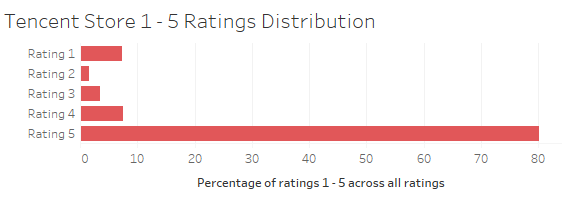 Tencent Store 1 - 5 Ratings Distribution
Rating 1
Rating 2
Rating 3
Rating 4
Rating 5
0 10 20 30 40 50 60 70 80
Percentage of ratings 1 - 5 across all ratings